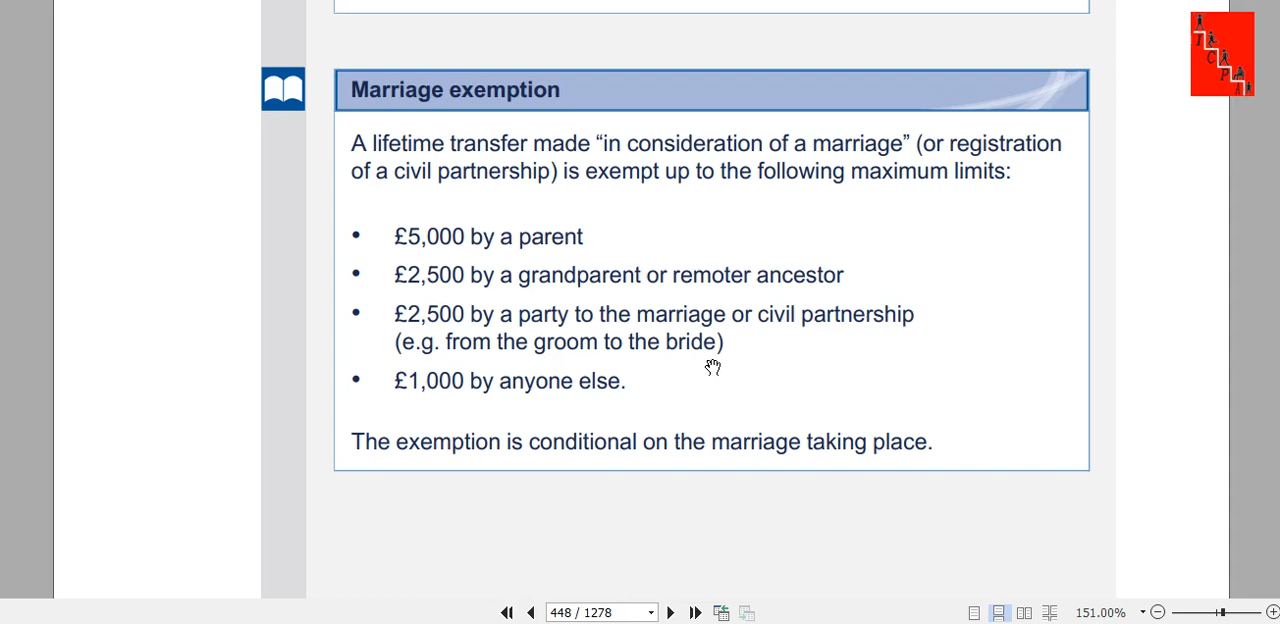 Marriage exemption
A lifetime transfer made “in consideration of a marriage” (or registration
of a civil partnership) is exempt up to the following maximum limits:
• £5,000 by a parent
• £2,500 by a grandparent or remoter ancestor
• £2,500 by a party to the marriage or civil partnership
(e.g. from the groom to the bride)
• £1,000 by anyone else.
The exemption is conditional on the marriage taking place.
I
C
P
A
448 / 1278
151.00%